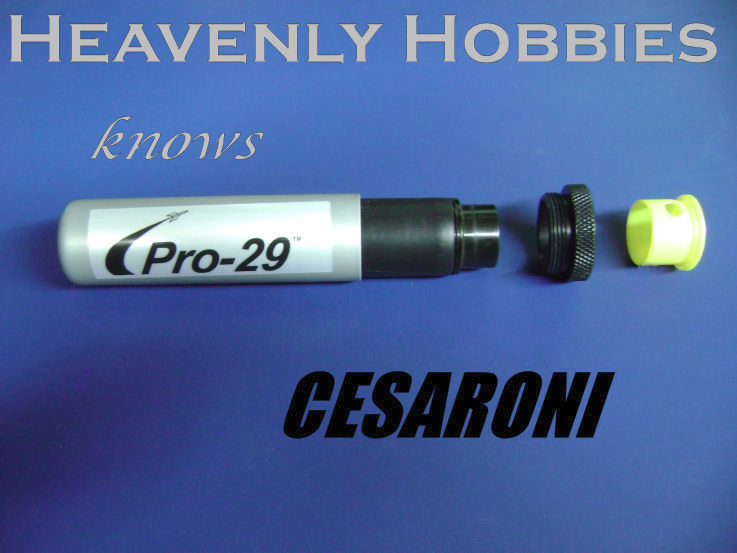 HEAVENLY HOBBIES
knows
Pro-29™
CESARONI